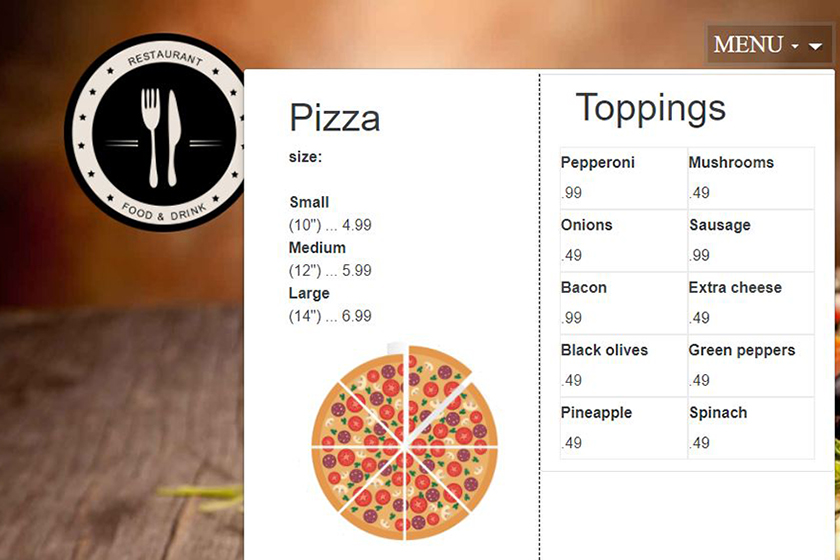 RESTAURANT
FOOD & DRINK
MENU
Pizza
size:
Small
(10") ... 4.99
Medium
(12") ... 5.99
Large
(14") ... 6.99
Toppings
Pepperoni Mushrooms
.99 .49
Onions Sausage
.49 .99
Bacon Extra cheese
.99 .49
Black olives Green peppers
.49 .49
Pineapple Spinach
.49 .49